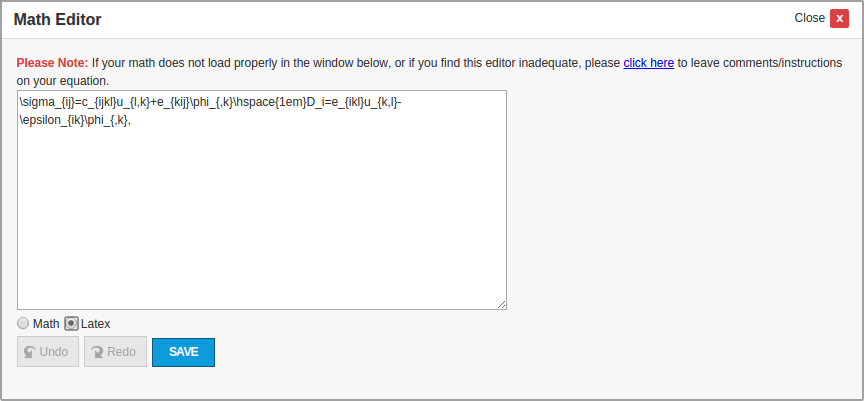 Math Editor
Close x
Please Note: If your math does not load properly in the window below, or if you find this editor inadequate, please click here to leave comments/instructions
on your equation.
\sigma_{ij}=c_{ijkl}u_{l,k}+e_{kij}\phi_{,k}\hspace{1em}D_i=e_{ikl}u_{k,l}-
\epsilon_{ik}\phi_{,k},
Math Latex
Undo Redo SAVE